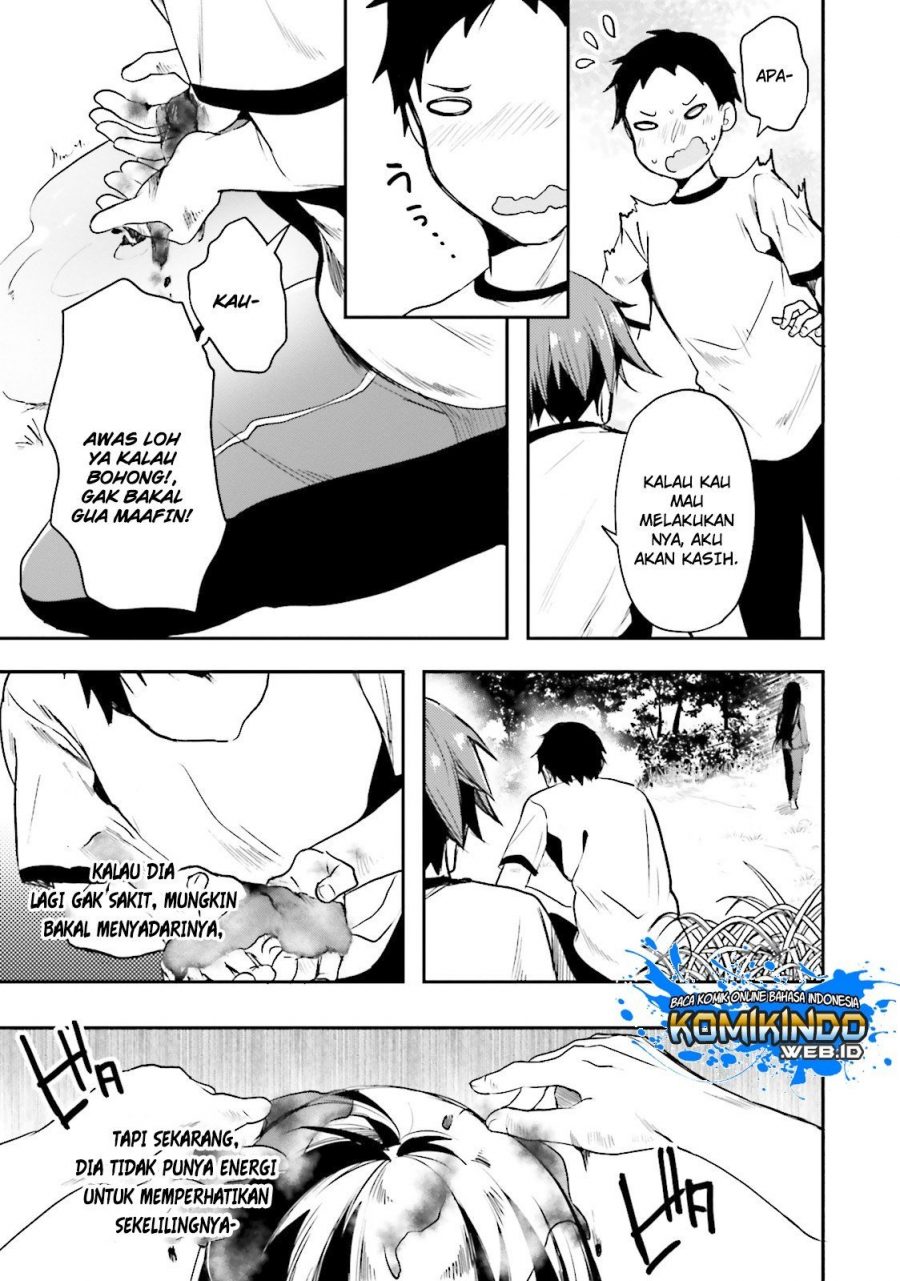 APA-
KALAU KAU
MAU
MELAKUKAN
NYA, AKU
AKAN KASIH.
うっ
KAU-
AWAS LOH
YA KALAU
BOHONG!,
GAK BAKAL
GUA MAAFIN!
KALAU DIA
LAGI GAK SAKIT, MUNGKIN
BAKAL MENYADARINYA,
BACA KOMIK ONLINE BAHASA INDONESIA
KOMIKINDO
WEB.ID
TAPI SEKARANG,
DIA TIDAK PUNYA ENERGI
UNTUK MEMPERHATIKAN
SEKELILINGNYA-